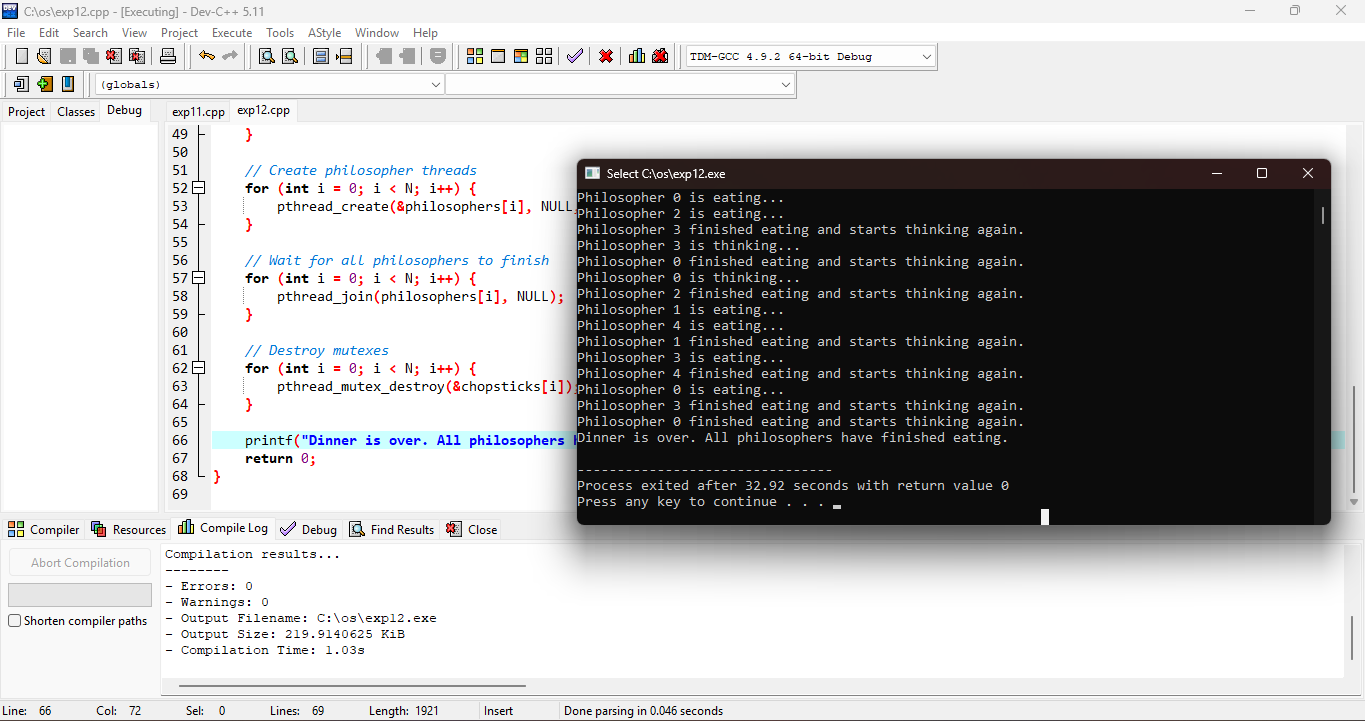 C:\os\exp12.cpp - [Executing] - Dev-C++ 5.11
File Edit Search View Project Execute Tools AStyle Window Help
TDM-GCC 4.9.2 64-bit Debug
(globals)
Project Classes Debug
exp11.cpp exp12.cpp
49 }
50
51 // Create philosopher threads
52 for (int i = 0; i < N; i++) {
53 pthread_create(&philosophers[i], NULL
54 }
55
56 // Wait for all philosophers to finish
57 for (int i = 0; i < N; i++) {
58 pthread_join(philosophers[i], NULL);
59 }
60
61 // Destroy mutexes
62 for (int i = 0; i < N; i++) {
63 pthread_mutex_destroy(&chopsticks[i])
64 }
65
66 printf("Dinner is over. All philosophers
67 return 0;
68 }
69
Select C:\os\exp12.exe
Philosopher 0 is eating...
Philosopher 2 is eating...
Philosopher 3 finished eating and starts thinking again.
Philosopher 3 is thinking...
Philosopher 0 finished eating and starts thinking again.
Philosopher 0 is thinking...
Philosopher 2 finished eating and starts thinking again.
Philosopher 1 is eating...
Philosopher 4 is eating...
Philosopher 1 finished eating and starts thinking again.
Philosopher 3 is eating...
Philosopher 4 finished eating and starts thinking again.
Philosopher 0 is eating...
Philosopher 3 finished eating and starts thinking again.
Philosopher 0 finished eating and starts thinking again.
Dinner is over. All philosophers have finished eating.
--------------------------------
Process exited after 32.92 seconds with return value 0
Press any key to continue . . .
Compiler Resources Compile Log Debug Find Results Close
Abort Compilation
Shorten compiler paths
Compilation results...
--------
- Errors: 0
- Warnings: 0
- Output Filename: C:\os\exp12.exe
- Output Size: 219.9140625 KiB
- Compilation Time: 1.03s
Line: 66 Col: 72 Sel: 0 Lines: 69 Length: 1921 Insert Done parsing in 0.046 seconds